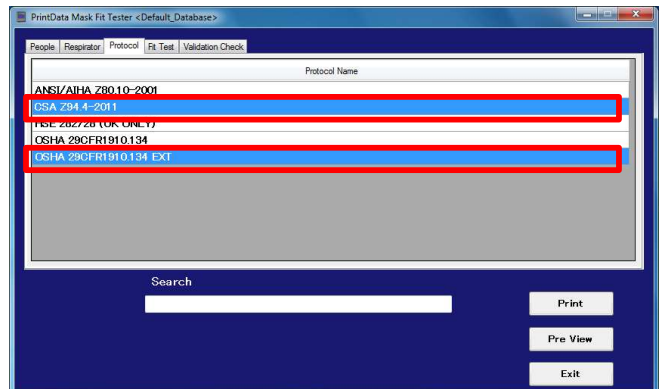 PrintData Mask Fit Tester <Default_Database>
People Respirator Protocol Fit Test Validation Check
Protocol Name
ANSI/AIHA Z80.10-2001
CSA Z94.4-2011
HSE 282/28 (UK ONLY)
OSHA 29CFR1910.134
OSHA 29CFR1910.134 EXT
Search
Print
Pre View
Exit